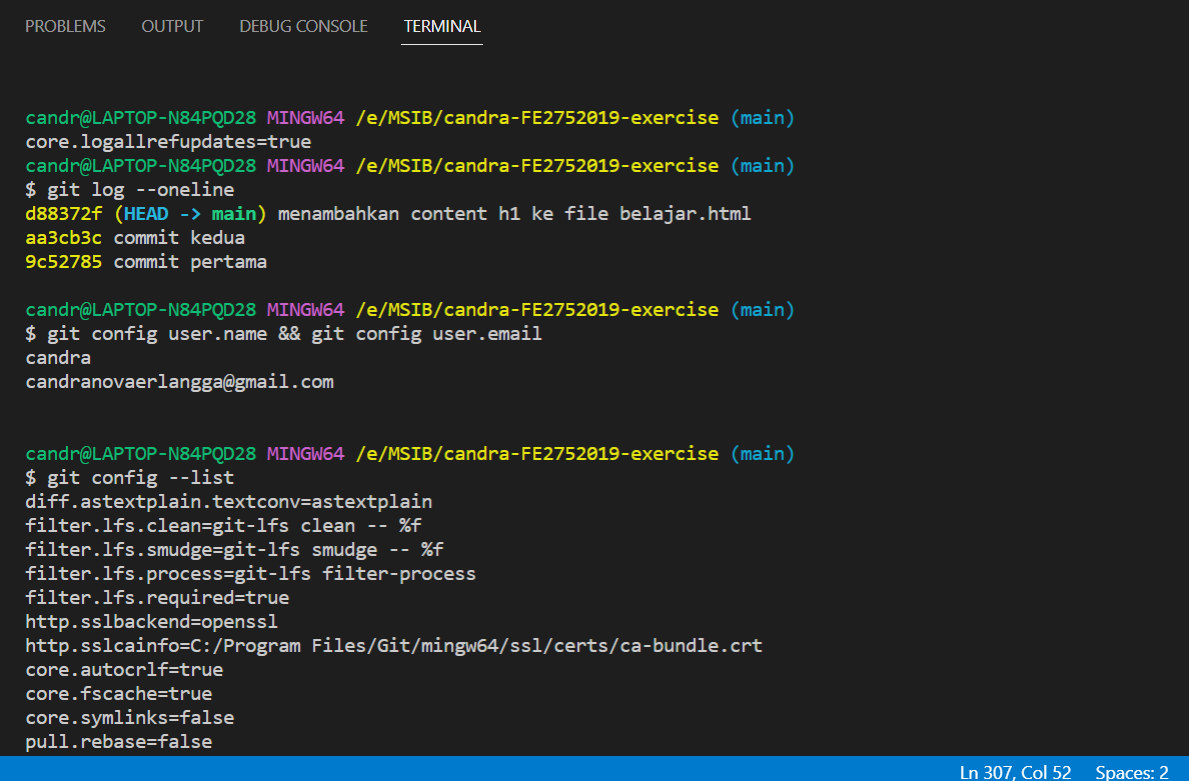 PROBLEMS OUTPUT DEBUG CONSOLE TERMINAL
candr@LAPTOP-N84PQD28 MINGW64 /e/MSIB/candra-FE2752019-exercise (main)
core.logallrefupdates=true
candr@LAPTOP-N84PQD28 MINGW64 /e/MSIB/candra-FE2752019-exercise (main)
$ git log --oneline
d88372f (HEAD -> main) menambahkan content h1 ke file belajar.html
aa3cb3c commit kedua
9c52785 commit pertama
candr@LAPTOP-N84PQD28 MINGW64 /e/MSIB/candra-FE2752019-exercise (main)
$ git config user.name && git config user.email
candra
candranovaerlangga@gmail.com
candr@LAPTOP-N84PQD28 MINGW64 /e/MSIB/candra-FE2752019-exercise (main)
$ git config --list
diff.astextplain.textconv=astextplain
filter.lfs.clean=git-lfs clean -- %f
filter.lfs.smudge=git-lfs smudge -- %f
filter.lfs.process=git-lfs filter-process
filter.lfs.required=true
http.sslbackend=openssl
http.sslcainfo=C:/Program Files/Git/mingw64/ssl/certs/ca-bundle.crt
core.autocrlf=true
core.fscache=true
core.symlinks=false
pull.rebase=false
Ln 307, Col 52 Spaces: 2